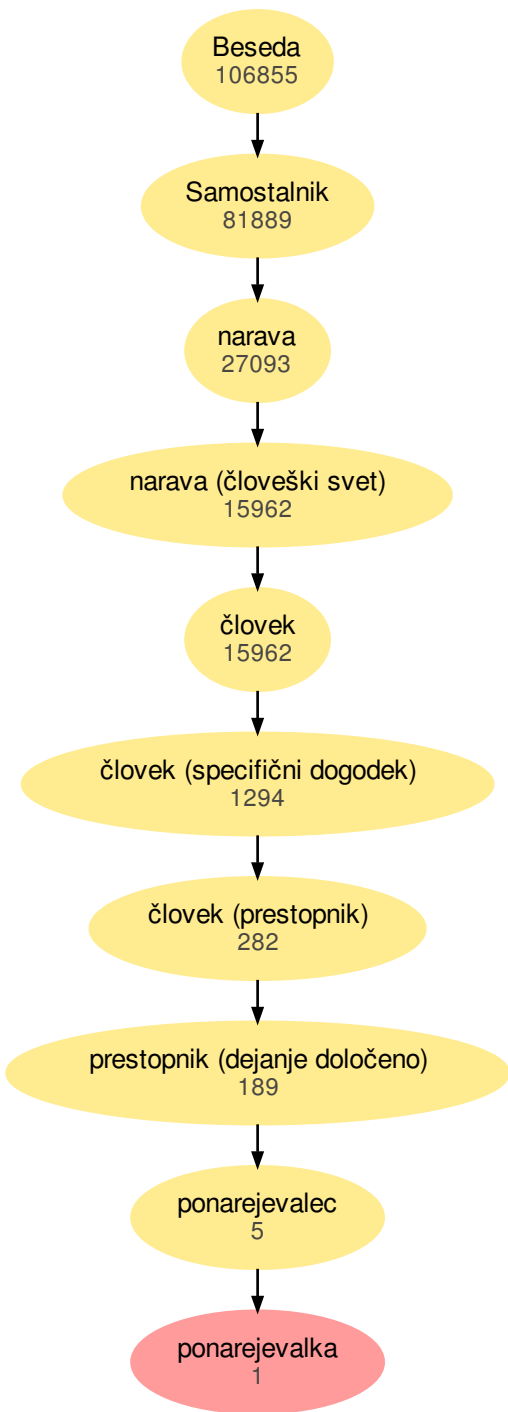 Beseda
106855
Samostalnik
81889
narava
27093
narava (človeški svet)
15962
človek
15962
človek (specifični dogodek)
1294
človek (prestopnik)
282
prestopnik (dejanje določeno)
189
ponarejevalec
5
ponarejevalka
1